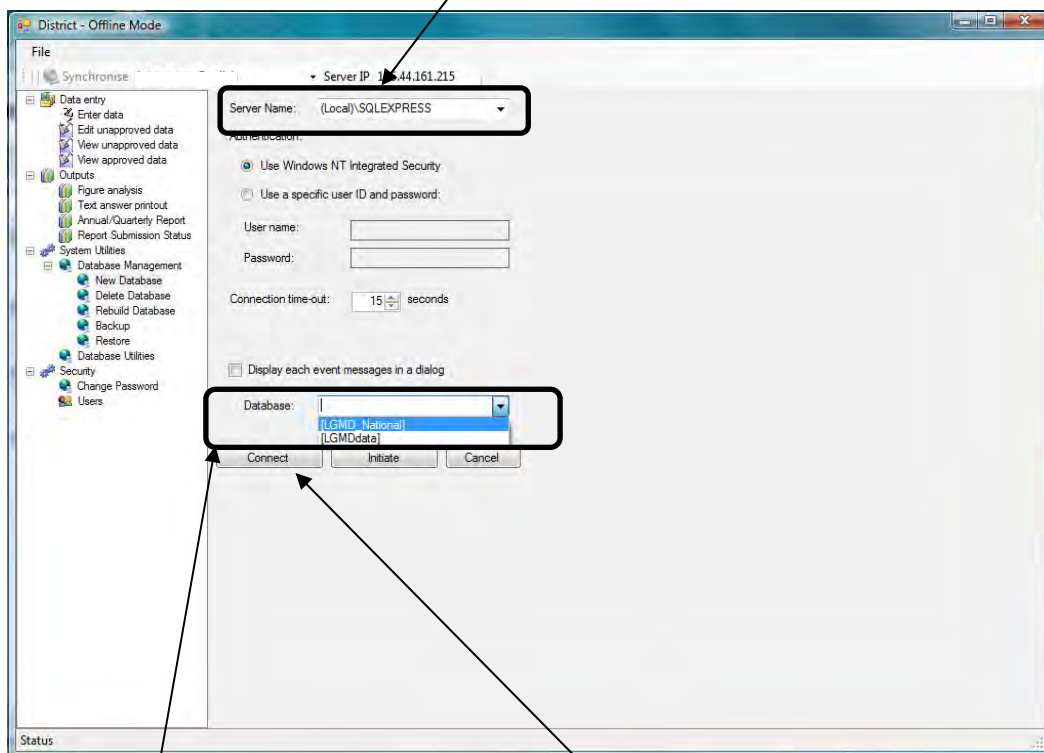 District - Offline Mode
File
Synchronise Server IP 44.161.215
Data entry
Enter data
Edit unapproved data
View unapproved data
View approved data
Outputs
Figure analysis
Text answer printout
Annual/Quarterly Report
Report Submission Status
System Utilities
Database Management
New Database
Delete Database
Rebuild Database
Backup
Restore
Database Utilities
Security
Change Password
Users
Server Name: (Local)\SQLEXPRESS
Authentication:
Use Windows NT Integrated Security
Use a specific user ID and password:
User name:
Password:
Connection time-out: 15 seconds
Display each event messages in a dialog
Database:
[LGMD_National]
[LGMDdata]
Connect Initiate Cancel
Status